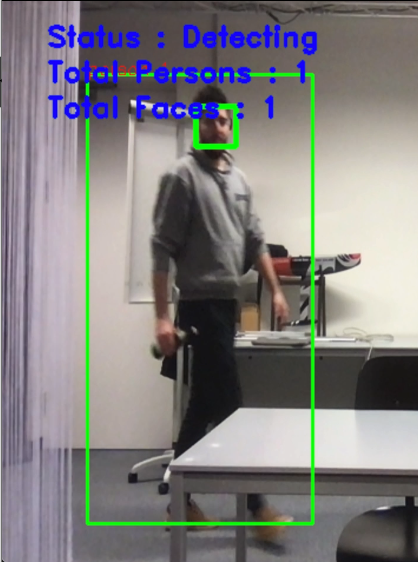 Status : Detecting
Total Persons : 1
Total Faces : 1